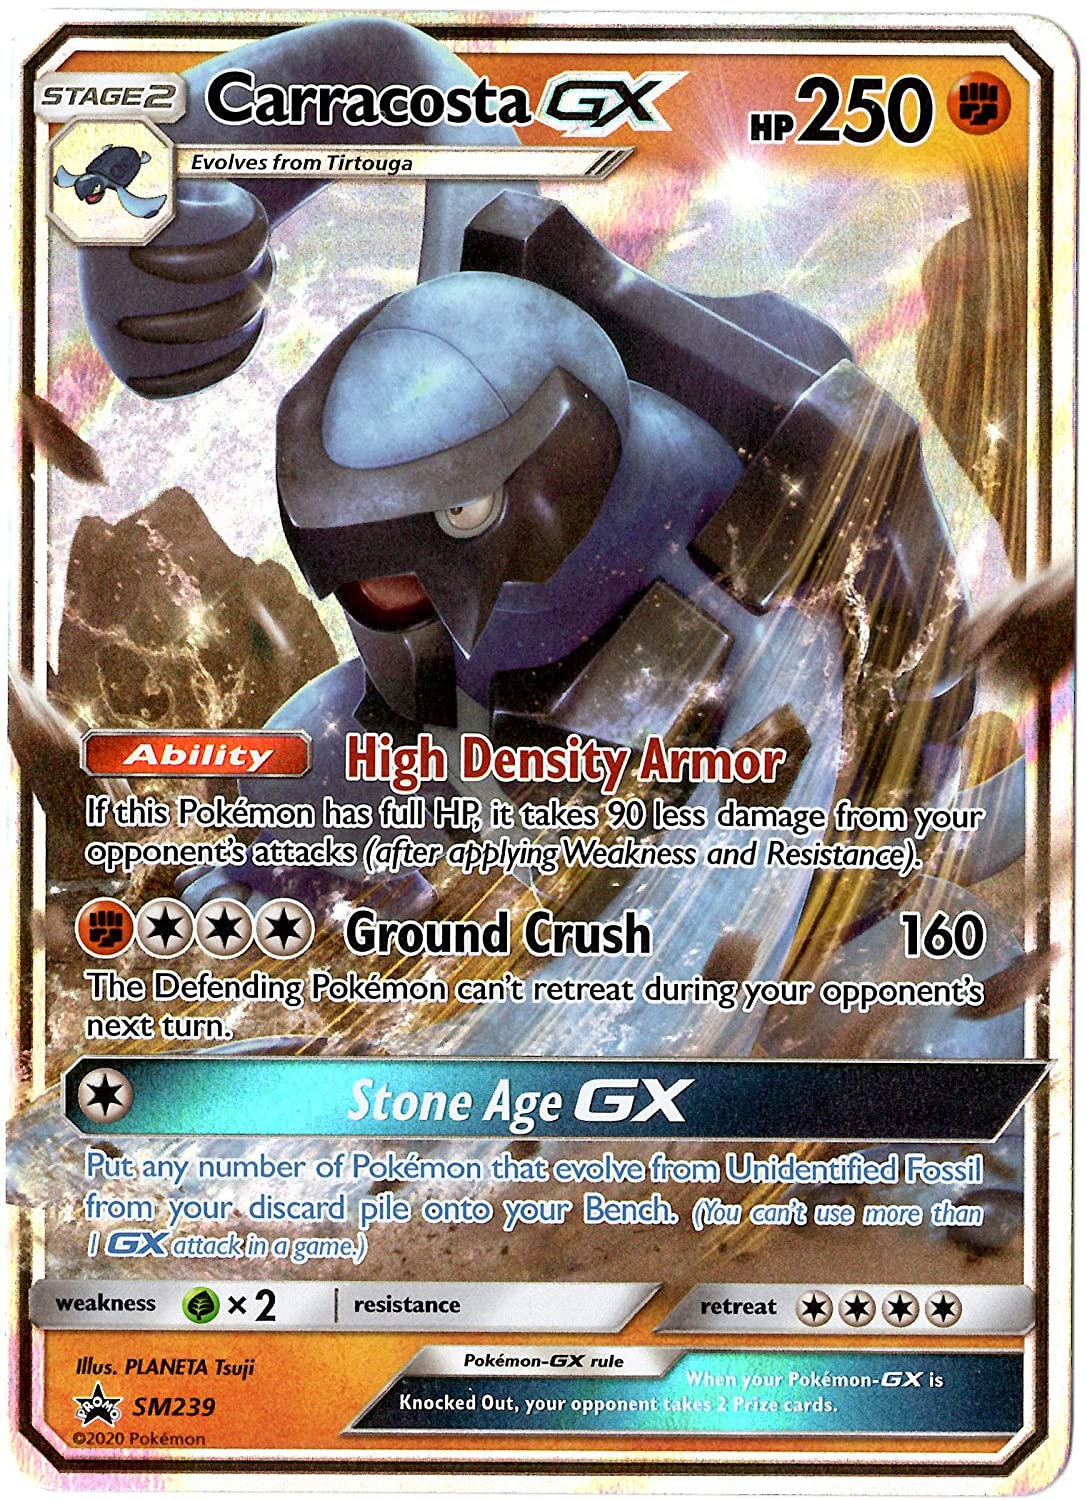 STAGE2 Carracosta GX HP250
Evolves from Tirtouga
Ability High Density Armor
If this Pokémon has full HP, it takes 90 less damage from your
opponent's attacks (after applying Weakness and Resistance).
Ground Crush 160
The Defending Pokémon can't retreat during your opponent's
next turn.
Stone Age GX
Put any number of Pokémon that evolve from Unidentified Fossil
from your discard pile onto your Bench. (You can't use more than
1 GX attack in a game.)
weakness ×2 resistance retreat
Illus. PLANETA Tsuji
PROMO SM239
©2020 Pokémon
Pokémon-GX rule
When your Pokémon-GX is
Knocked Out, your opponent takes 2 Prize cards.